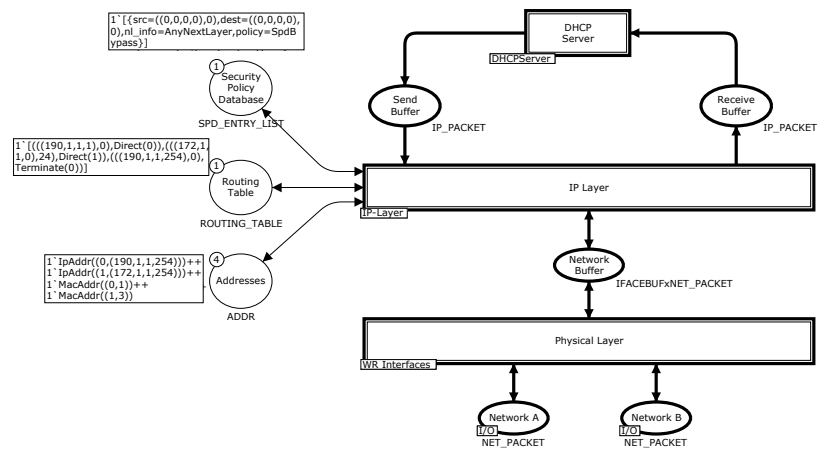 1`[{src=((0,0,0,0),0),dest=((0,0,0,0),
0),nl_info=AnyNextLayer,policy=SpdB
ypass}]
DHCP
Server
DHCPServer
1
Security
Policy
Database
SPD_ENTRY_LIST
Send
Buffer
IP_PACKET
Receive
Buffer
IP_PACKET
1`[(((190,1,1,1),0),Direct(0)),(((172,1,
1,0),24),Direct(1)),(((190,1,1,254),0),
Terminate(0))]
1
Routing
Table
ROUTING_TABLE
IP Layer
IP-Layer
1`IpAddr((0,(190,1,1,254)))++
1`IpAddr((1,(172,1,1,254)))++
1`MacAddr((0,1))++
1`MacAddr((1,3))
4
Addresses
ADDR
Network
Buffer
IFACEBUFxNET_PACKET
Physical Layer
WR Interfaces
Network A
I/O
NET_PACKET
Network B
I/O
NET_PACKET